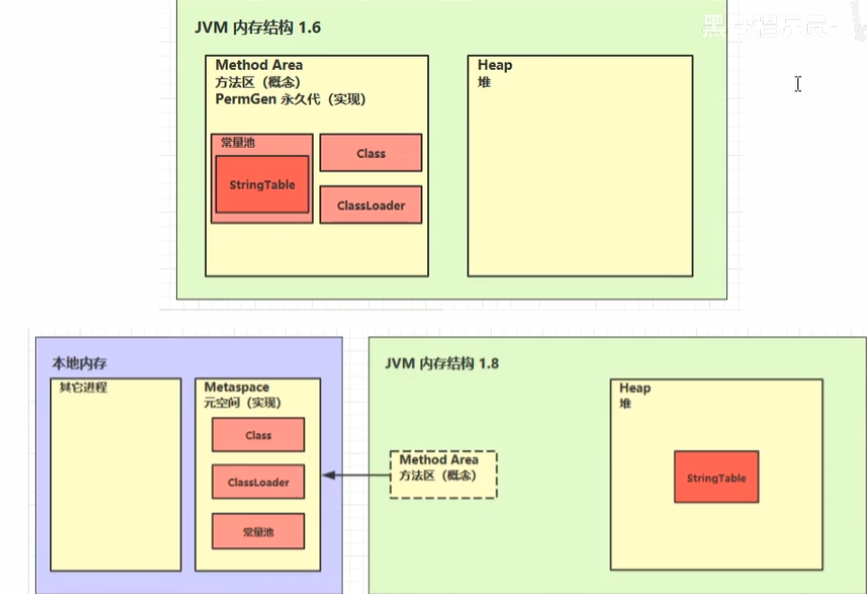 JVM 内存结构 1.6
Method Area
方法区（概念）
PermGen 永久代（实现）
常量池
StringTable
Class
ClassLoader
Heap
堆
本地内存
其它进程
Metaspace
元空间（实现）
Class
ClassLoader
常量池
JVM 内存结构 1.8
Method Area
方法区（概念）
Heap
堆
StringTable